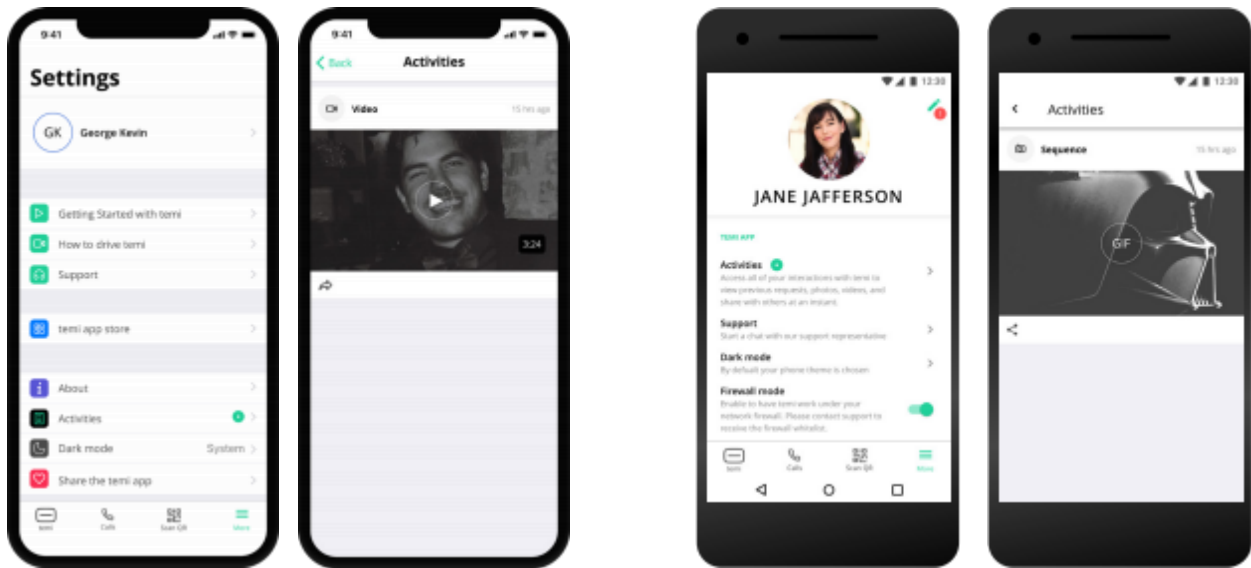 9:41
Settings
GK George Kevin
Getting Started with temi
How to drive temi
Support
temi app store
About
Activities
Dark mode System
Share the temi app
temi Calls Scan QR More
9:41
Back Activities
Video 15 hrs ago
3:24
12:30
JANE JAFFERSON
TEMI APP
Activities
Access all of your interactions with temi to
view previous requests, photos, videos, and
share with others at an instant.
Support
Start a chat with our support representative
Dark mode
By default your phone theme is chosen
Firewall mode
Enable to have temi work under your
network firewall. Please contact support to
receive the firewall whitelist.
temi Calls Scan QR More
12:30
Activities
Sequence 15 hrs ago
GIF